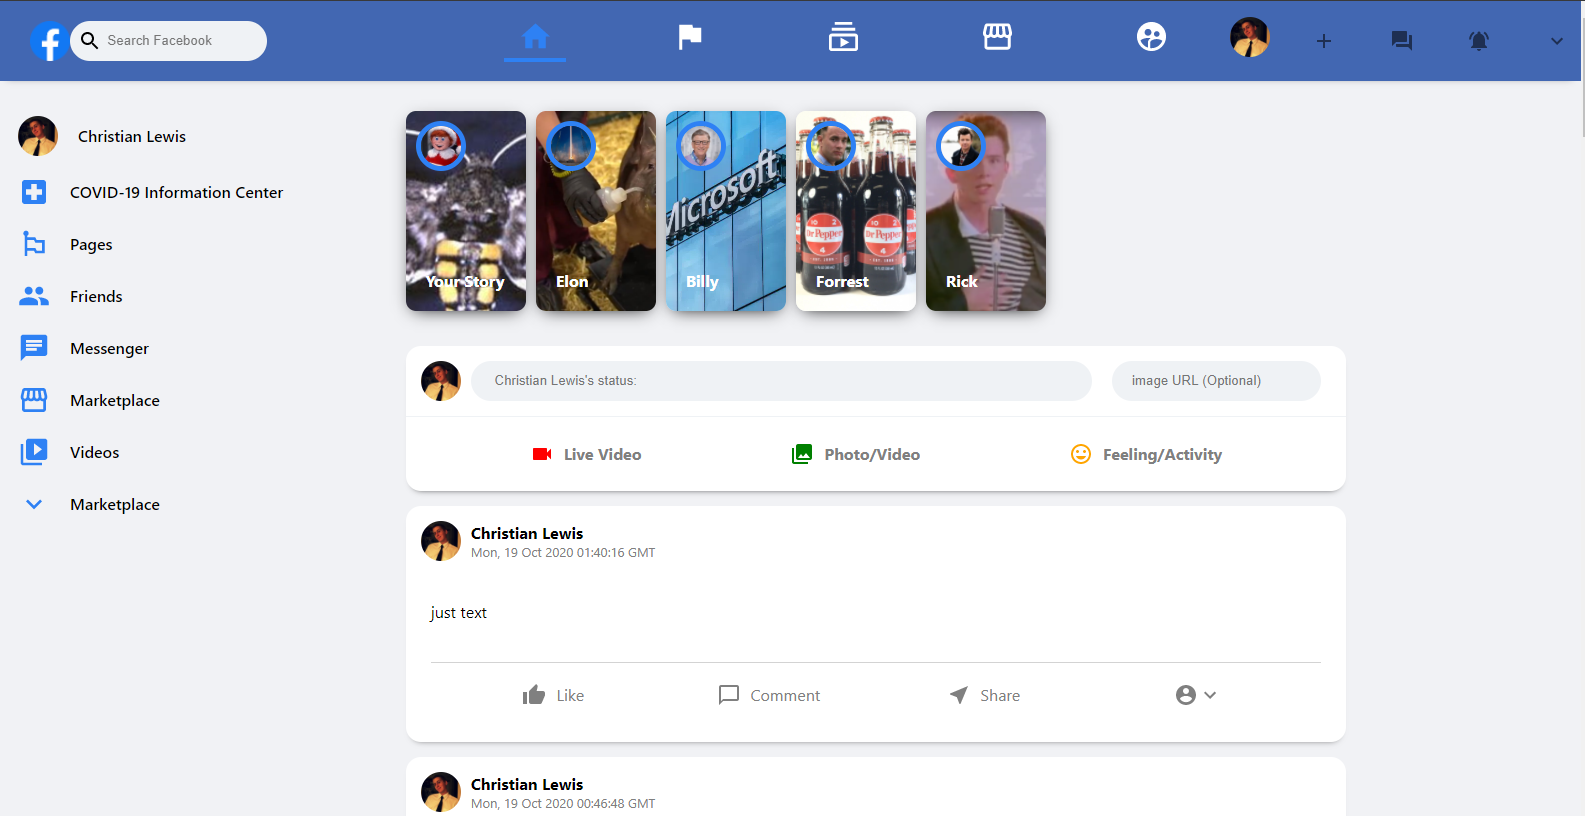 Search Facebook
Christian Lewis
COVID-19 Information Center
Pages
Friends
Messenger
Marketplace
Videos
Marketplace
Your Story
Elon
Microsoft
Billy
10 2
Dr Pepper
4
Forrest
Rick
Christian Lewis's status:
image URL (Optional)
Live Video
Photo/Video
Feeling/Activity
Christian Lewis
Mon, 19 Oct 2020 01:40:16 GMT
just text
Like
Comment
Share
Christian Lewis
Mon, 19 Oct 2020 00:46:48 GMT